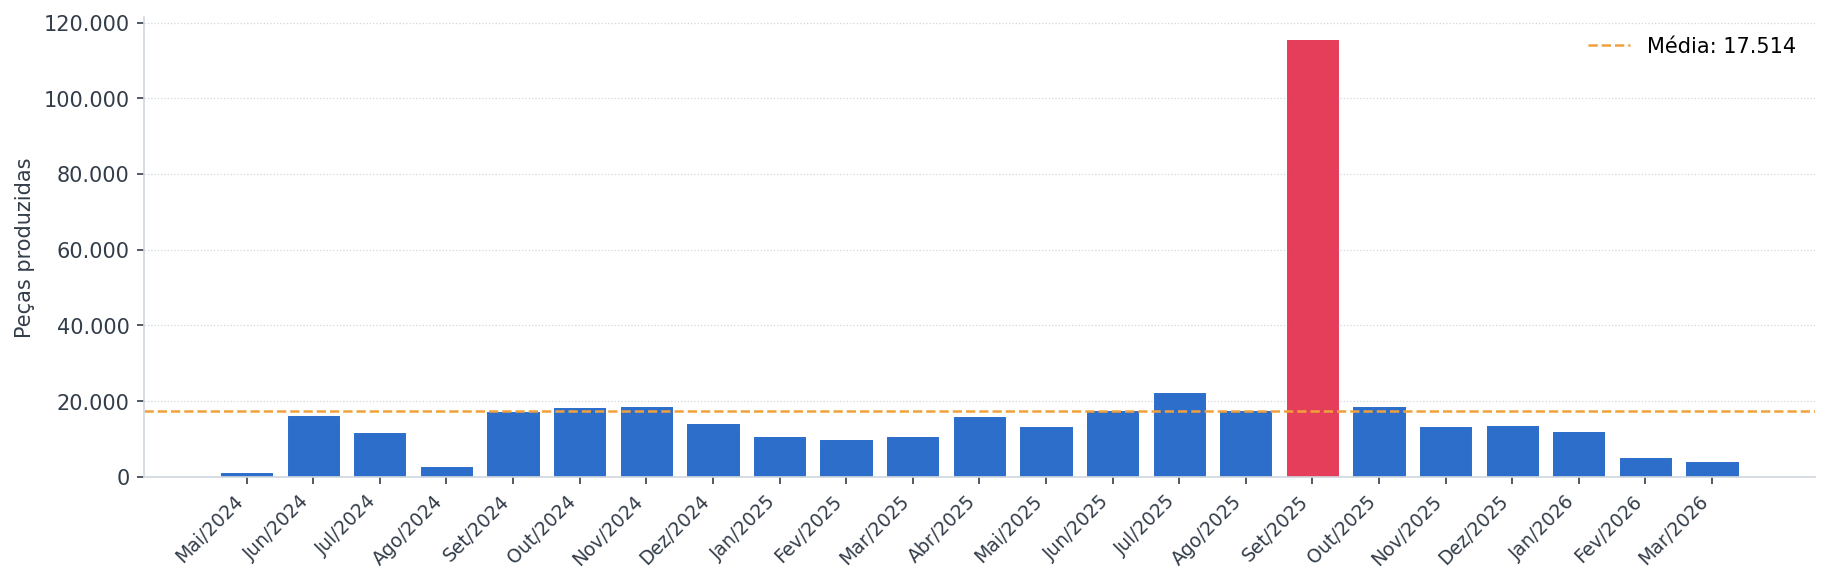 Peças produzidas
120.000
100.000
80.000
60.000
40.000
20.000
0
Média: 17.514
Mai/2024
Jun/2024
Jul/2024
Ago/2024
Set/2024
Out/2024
Nov/2024
Dez/2024
Jan/2025
Fev/2025
Mar/2025
Abr/2025
Mai/2025
Jun/2025
Jul/2025
Ago/2025
Set/2025
Out/2025
Nov/2025
Dez/2025
Jan/2026
Fev/2026
Mar/2026